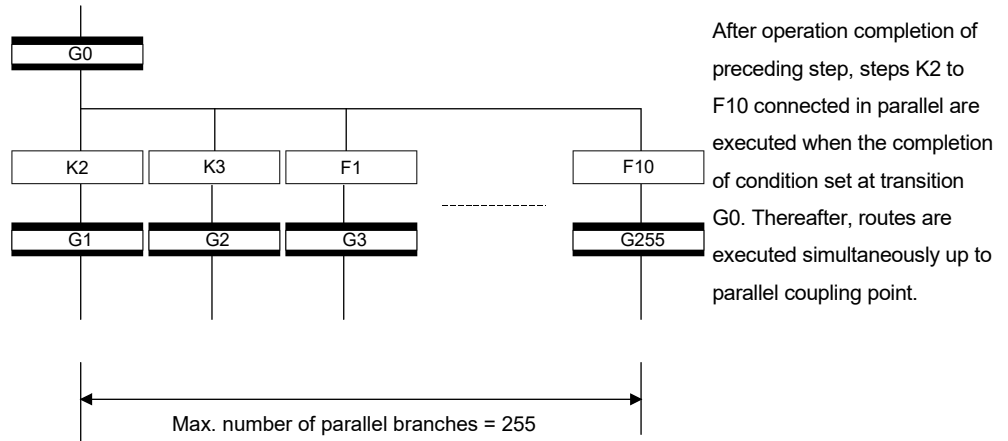 G0
K2
K3
F1
F10
G1
G2
G3
G255
Max. number of parallel branches = 255
After operation completion of
preceding step, steps K2 to
F10 connected in parallel are
executed when the completion
of condition set at transition
G0. Thereafter, routes are
executed simultaneously up to
parallel coupling point.